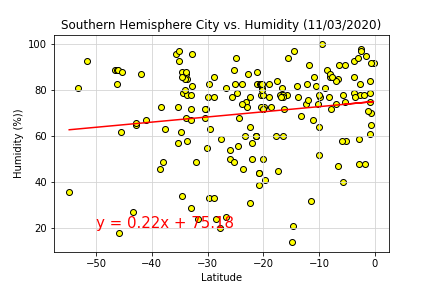 Southern Hemisphere City vs. Humidity (11/03/2020)
100
80
60
40
20
Humidity (%))
y = 0.22x + 75.18
−50
−40
−30
−20
−10
0
Latitude